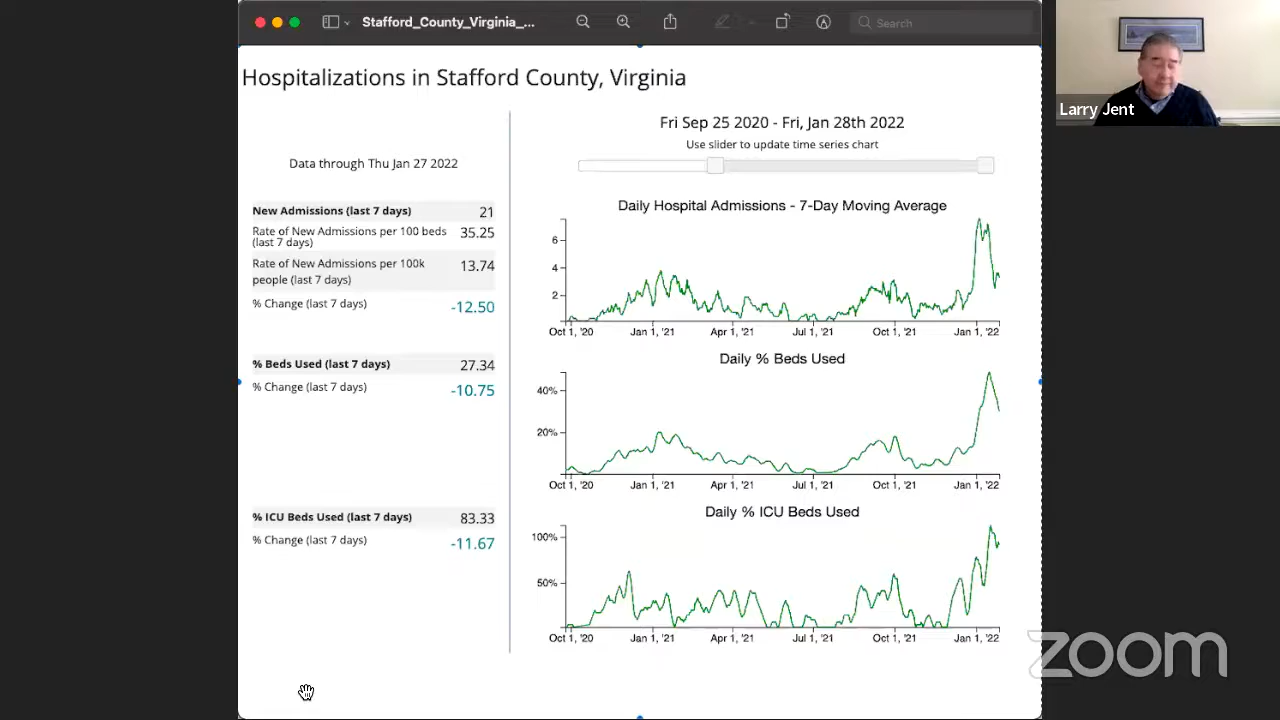 Stafford_County_Virginia_...
Search
Larry Jent
Hospitalizations in Stafford County, Virginia
Data through Thu Jan 27 2022
New Admissions (last 7 days) 21
Rate of New Admissions per 100 beds 35.25
(last 7 days)
Rate of New Admissions per 100k 13.74
people (last 7 days)
% Change (last 7 days) -12.50
% Beds Used (last 7 days) 27.34
% Change (last 7 days) -10.75
% ICU Beds Used (last 7 days) 83.33
% Change (last 7 days) -11.67
Fri Sep 25 2020 - Fri, Jan 28th 2022
Use slider to update time series chart
Daily Hospital Admissions - 7-Day Moving Average
6
4
2
Oct 1, '20 Jan 1, '21 Apr 1, '21 Jul 1, '21 Oct 1, '21 Jan 1, '22
Daily % Beds Used
40%
20%
Oct 1, '20 Jan 1, '21 Apr 1, '21 Jul 1, '21 Oct 1, '21 Jan 1, '22
Daily % ICU Beds Used
100%
50%
Oct 1, '20 Jan 1, '21 Apr 1, '21 Jul 1, '21 Oct 1, '21 Jan 1, '22
zoom